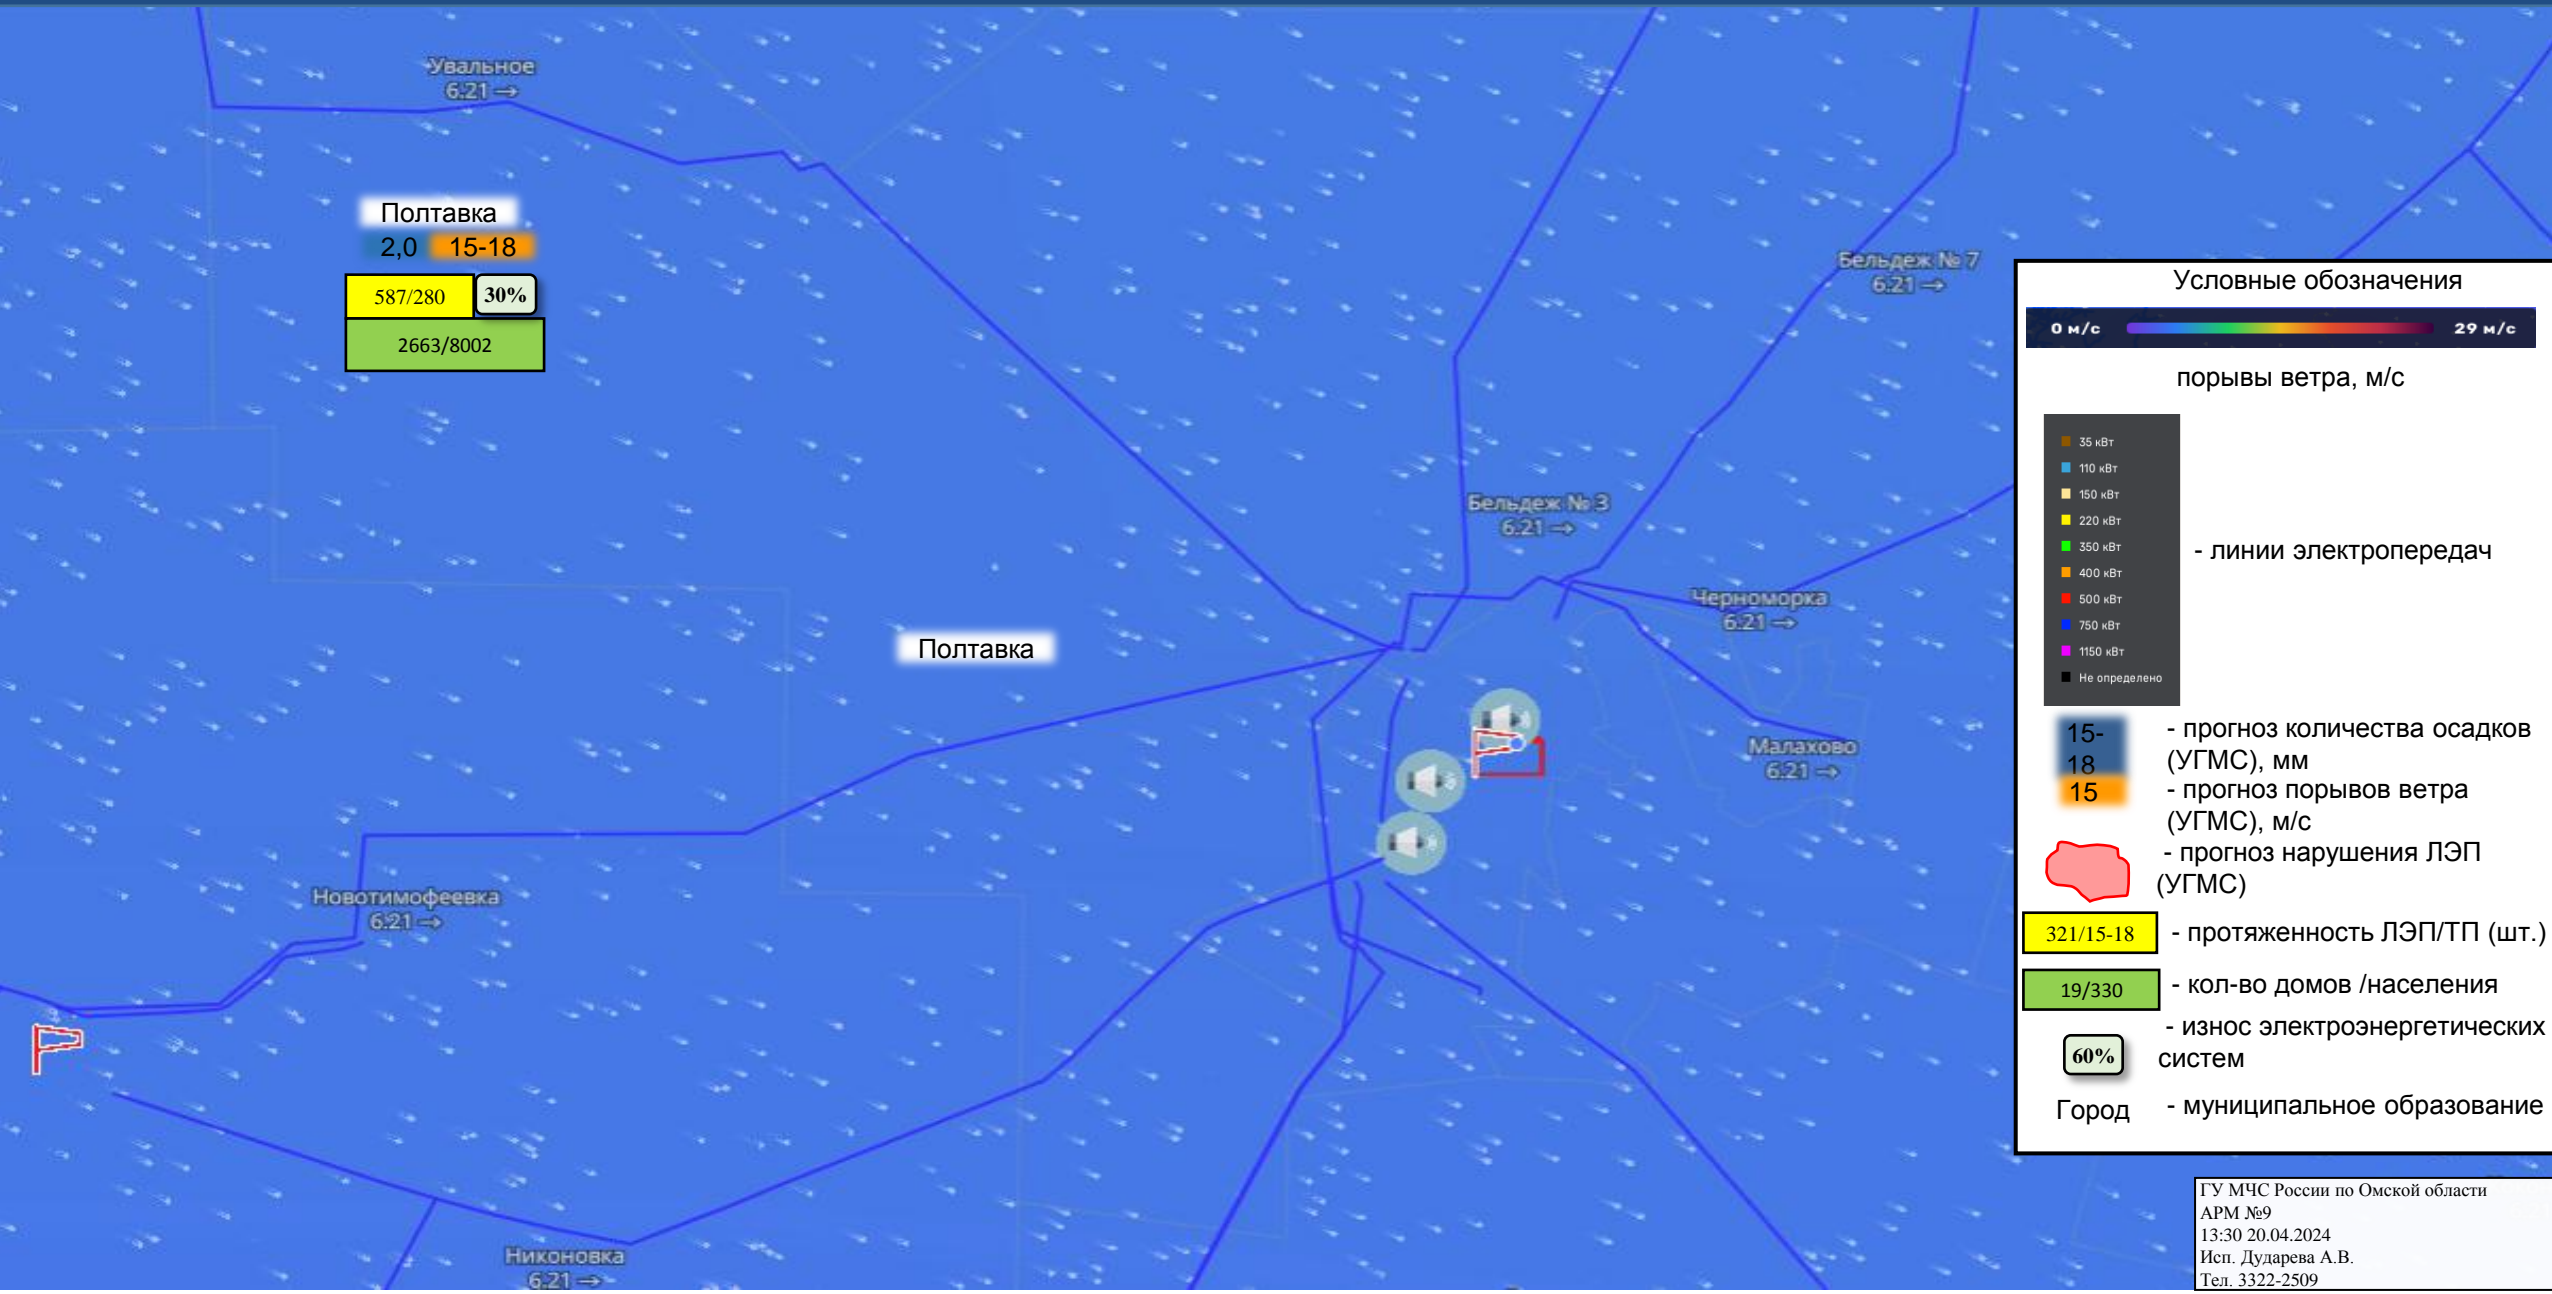 Увальное
6.21 →
Полтавка
2,0 15-18
587/280 30%
2663/8002
Бельдеж № 7
6.21 →
Бельдеж № 3
6.21 →
Черноморка
6.21 →
Полтавка
Малахово
6.21 →
Новотимофеевка
6.21 →
Никоновка
6.21 →
Условные обозначения
0 м/с 29 м/с
порывы ветра, м/с
35 кВт
110 кВт
150 кВт
220 кВт
350 кВт
400 кВт
500 кВт
750 кВт
1150 кВт
Не определено
- линии электропередач
15-
18
- прогноз количества осадков
(УГМС), мм
15
- прогноз порывов ветра
(УГМС), м/с
- прогноз нарушения ЛЭП
(УГМС)
321/15-18 - протяженность ЛЭП/ТП (шт.)
19/330 - кол-во домов /населения
60%
- износ электроэнергетических
систем
Город - муниципальное образование
ГУ МЧС России по Омской области
АРМ №9
13:30 20.04.2024
Исп. Дударева А.В.
Тел. 3322-2509